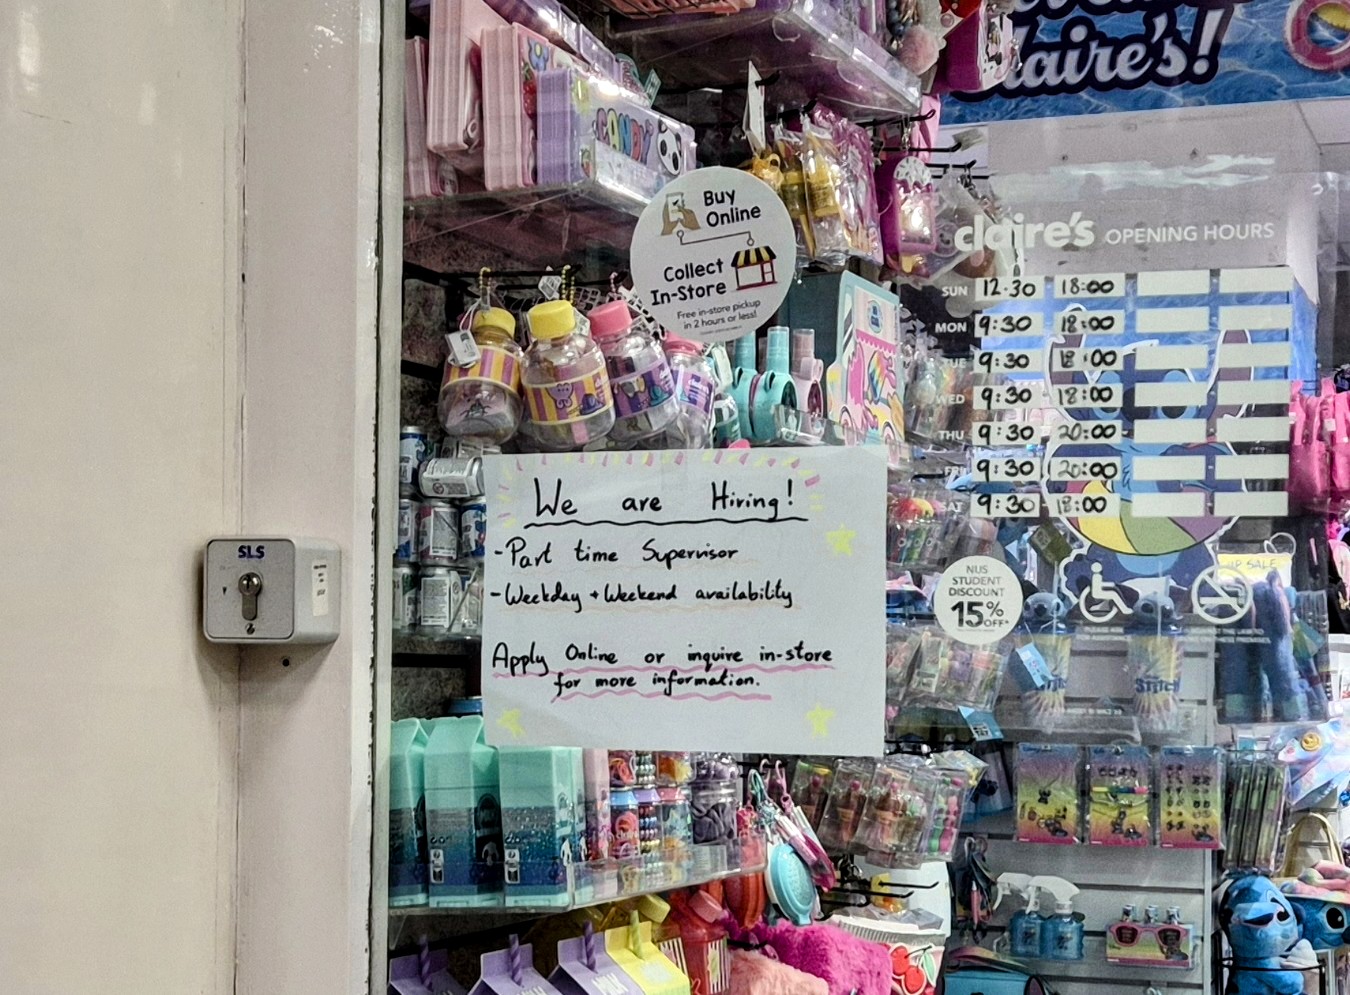 Claire's!
CANDY
Buy
Online
Collect
In-Store
Free in-store pickup
in 2 hours or less!
claire's OPENING HOURS
SUN 12:30 18:00
MON 9:30 18:00
TUE 9:30 18:00
WED 9:30 18:00
THU 9:30 20:00
FRI 9:30 20:00
SAT 9:30 18:00
We are Hiring!
- Part time Supervisor
- Weekday + Weekend availability
Apply Online or inquire in-store
for more information.
SLS
NUS
STUDENT
DISCOUNT
15%
OFF*
SALE
STITCH